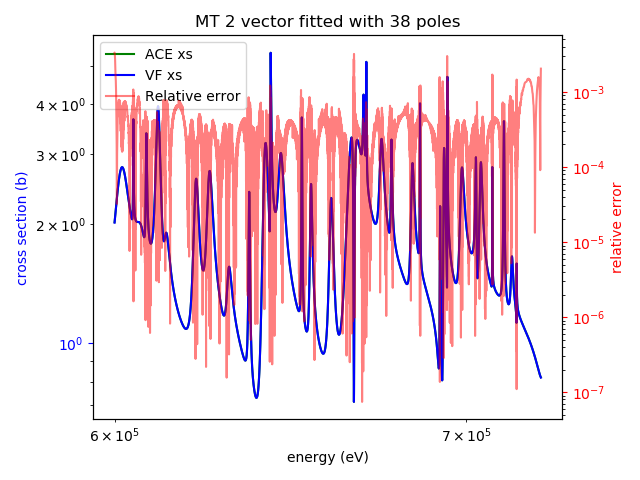 MT 2 vector fitted with 38 poles
ACE xs
VF xs
Relative error
4 × 10⁰
3 × 10⁰
2 × 10⁰
10⁰
cross section (b)
10⁻³
10⁻⁴
10⁻⁵
10⁻⁶
10⁻⁷
relative error
6 × 10⁵
7 × 10⁵
energy (eV)